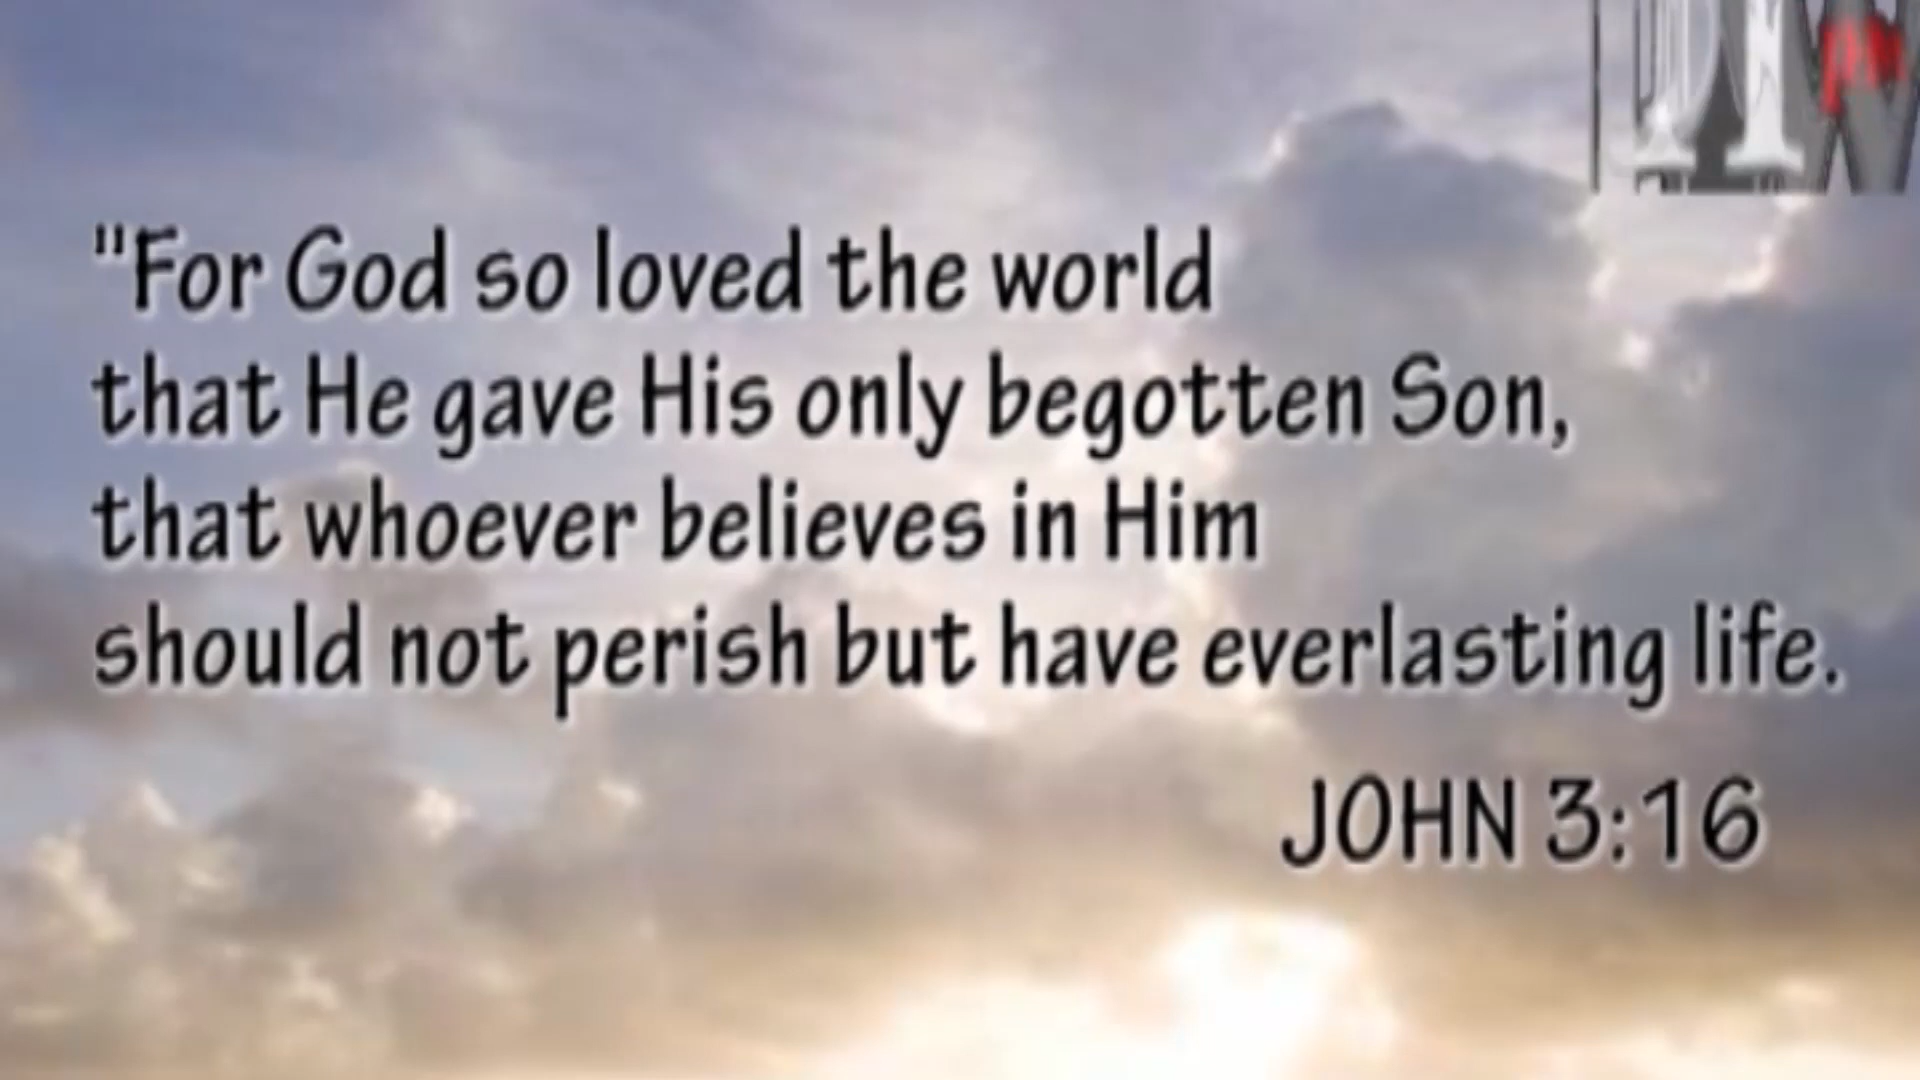 "For God so loved the world
that He gave His only begotten Son,
that whoever believes in Him
should not perish but have everlasting life.
JOHN 3:16